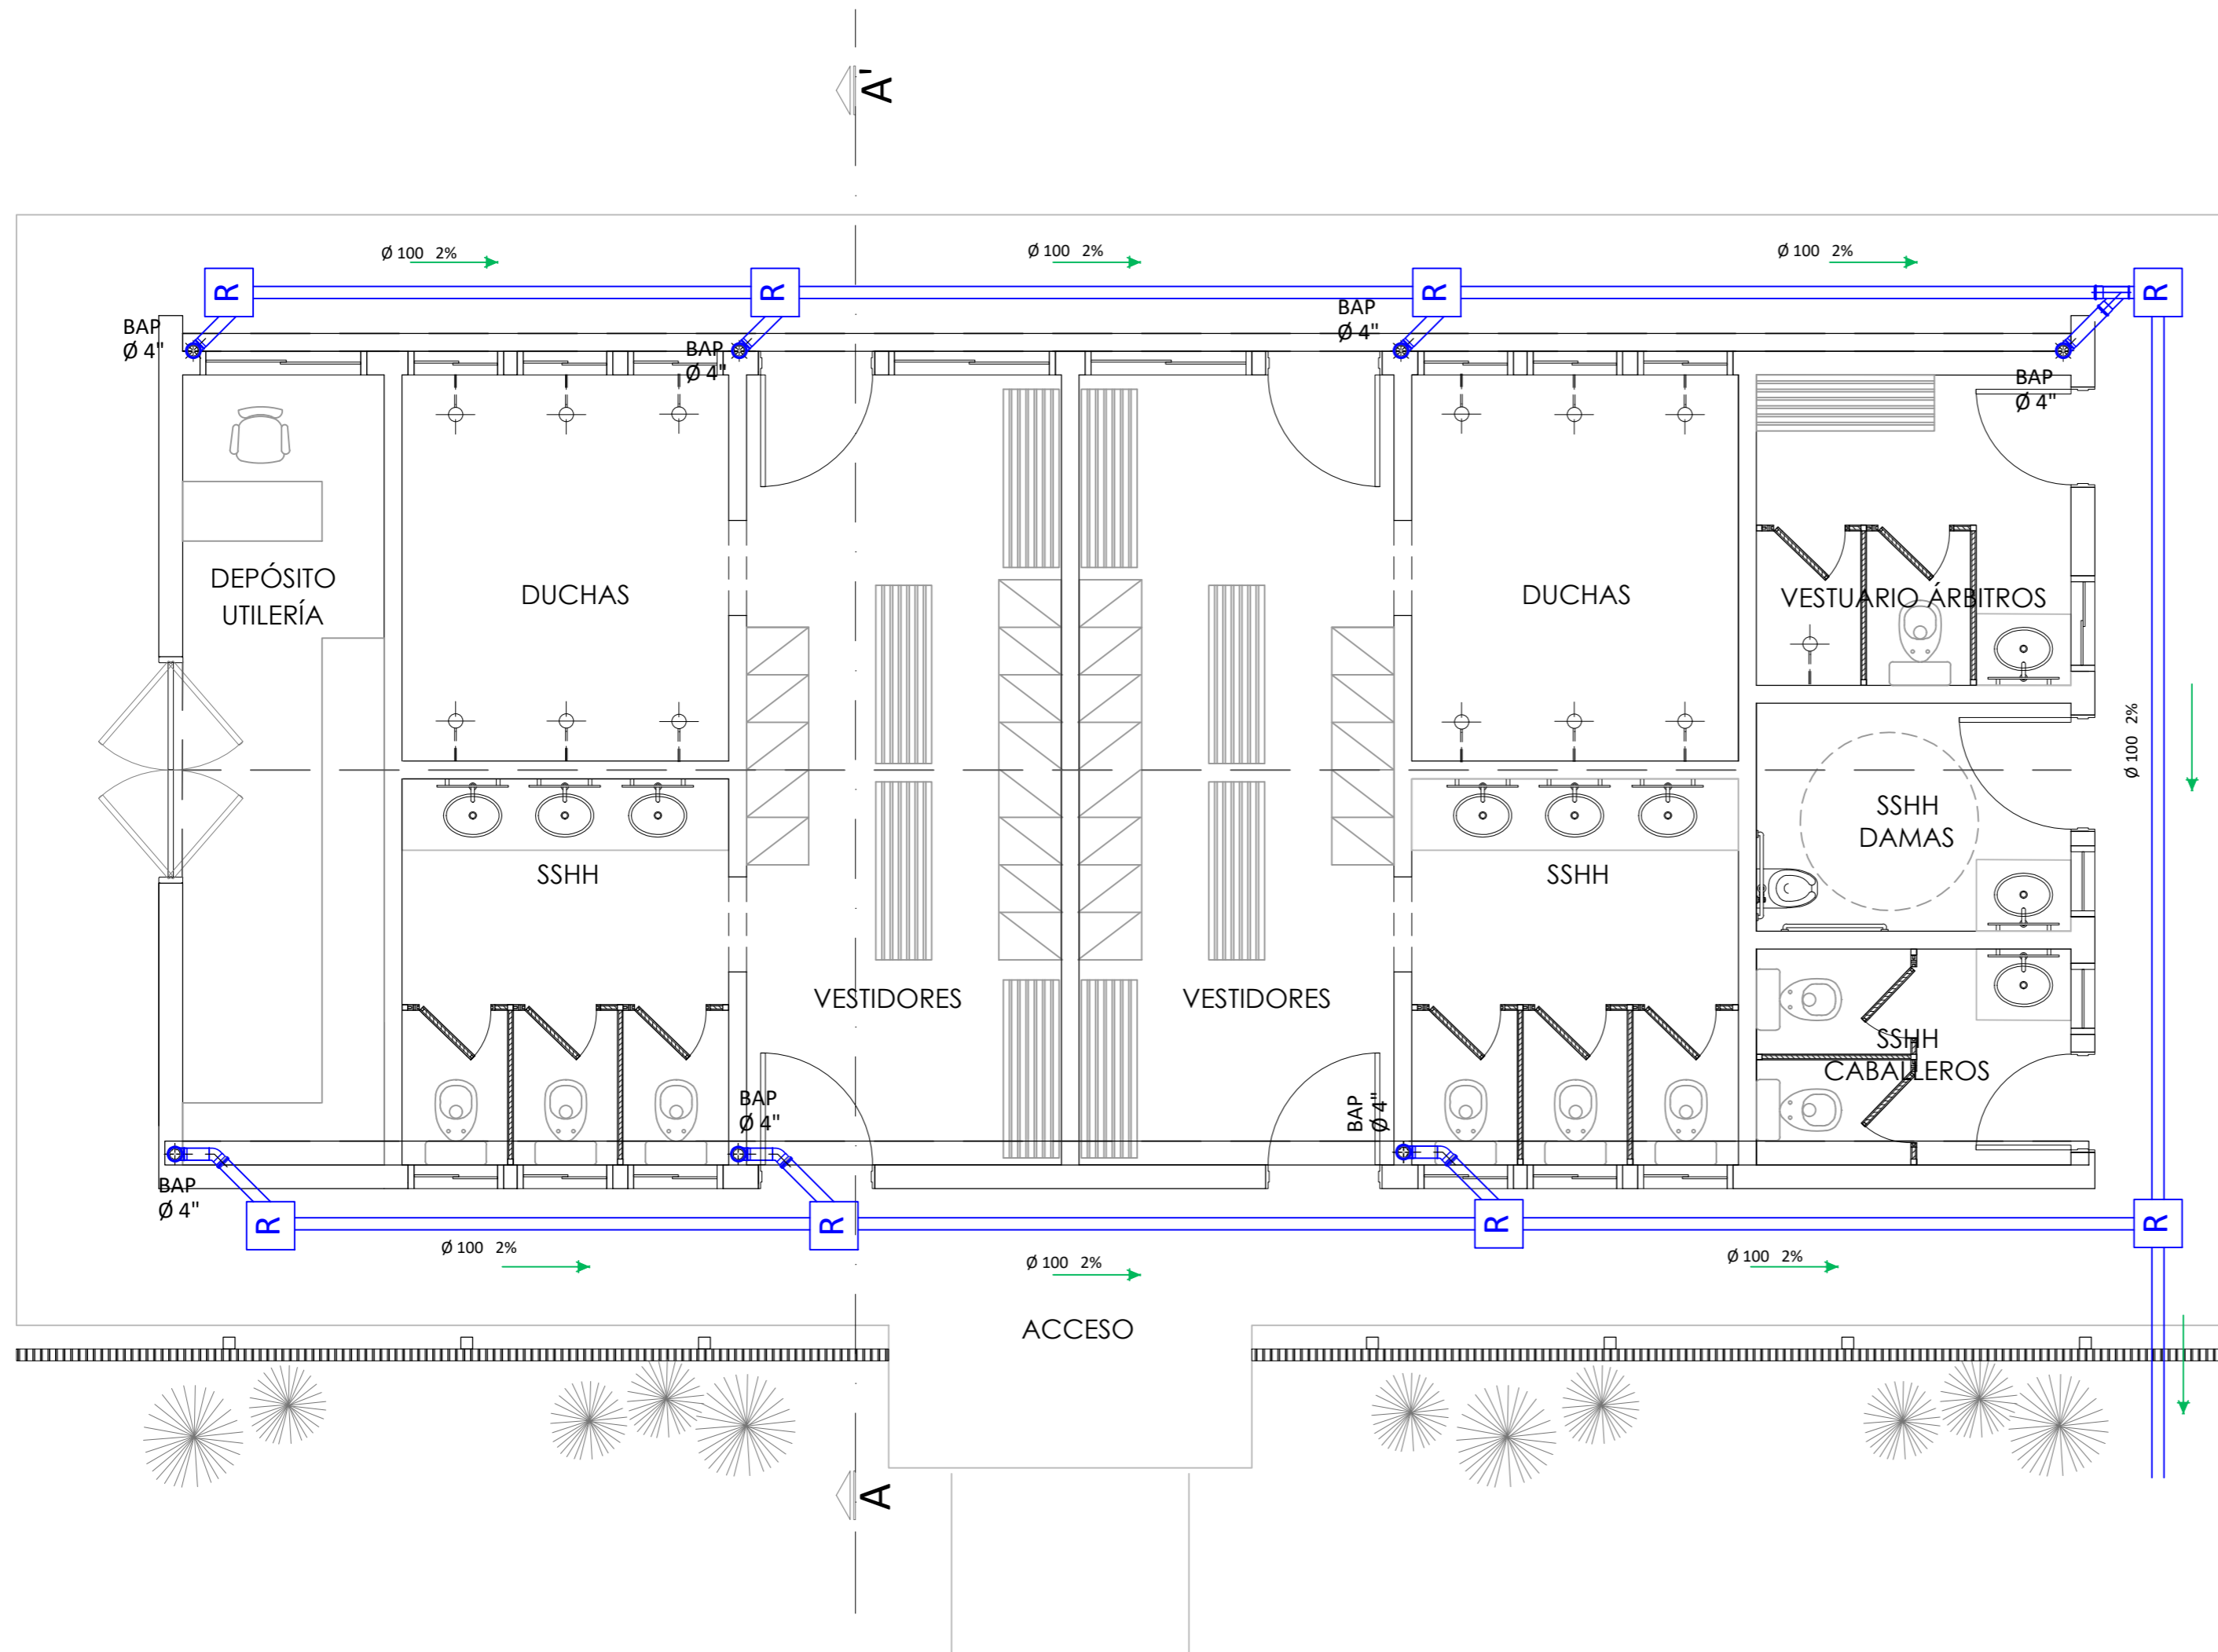 A'
Ø 100 2%
Ø 100 2%
Ø 100 2%
R
R
R
R
BAP
Ø 4"
BAP
Ø 4"
BAP
Ø 4"
BAP
Ø 4"
DEPÓSITO
UTILERÍA
DUCHAS
DUCHAS
VESTUARIO ÁRBITROS
Ø 100 2%
SSHH
DAMAS
SSHH
SSHH
VESTIDORES
VESTIDORES
SSHH
CABALLEROS
BAP
Ø 4"
BAP
Ø 4"
BAP
Ø 4"
R
R
R
R
Ø 100 2%
Ø 100 2%
Ø 100 2%
ACCESO
A